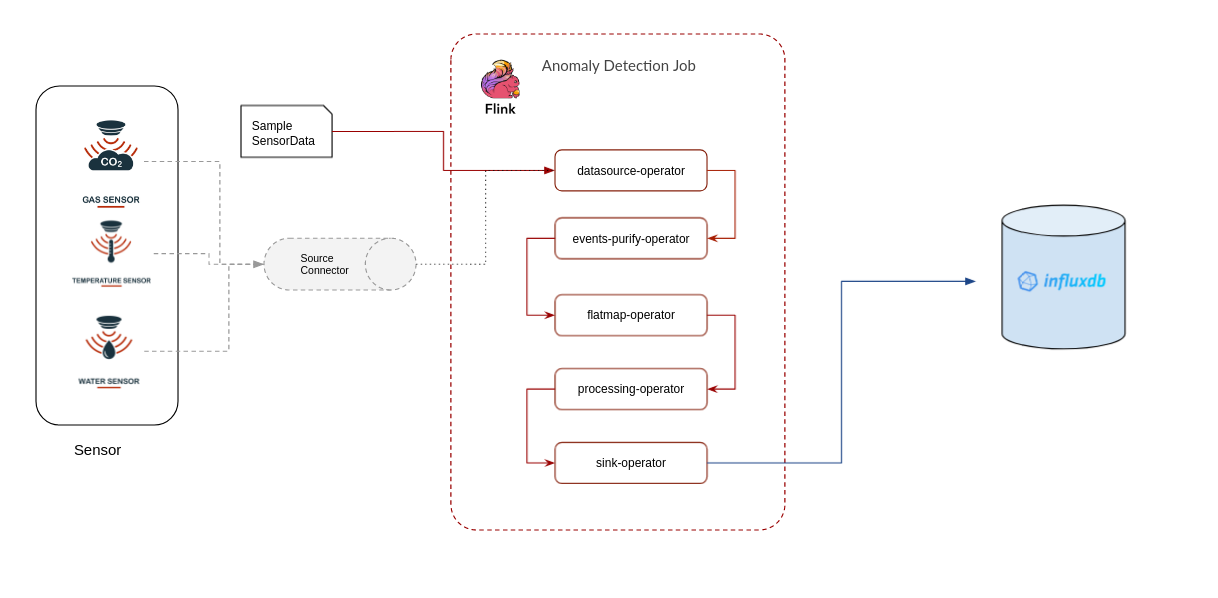 Anomaly Detection Job
Flink
Sample
SensorData
CO2
GAS SENSOR
TEMPERATURE SENSOR
WATER SENSOR
Sensor
Source
Connector
datasource-operator
events-purify-operator
flatmap-operator
processing-operator
sink-operator
influxdb